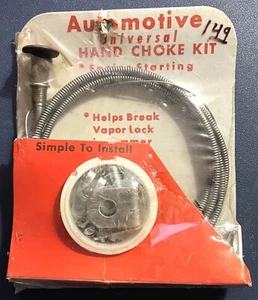 Automotive
149
Universal
HAND CHOKE KIT
Starting
• Helps Break
Vapor Lock
Simple To Install